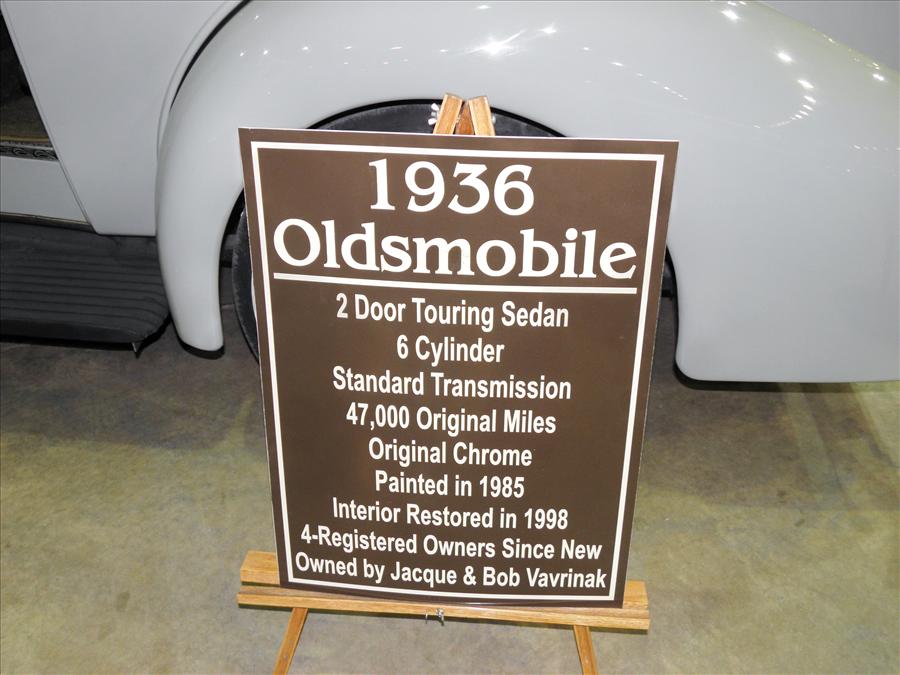 1936
Oldsmobile
2 Door Touring Sedan
6 Cylinder
Standard Transmission
47,000 Original Miles
Original Chrome
Painted in 1985
Interior Restored in 1998
4-Registered Owners Since New
Owned by Jacque & Bob Vavrinak